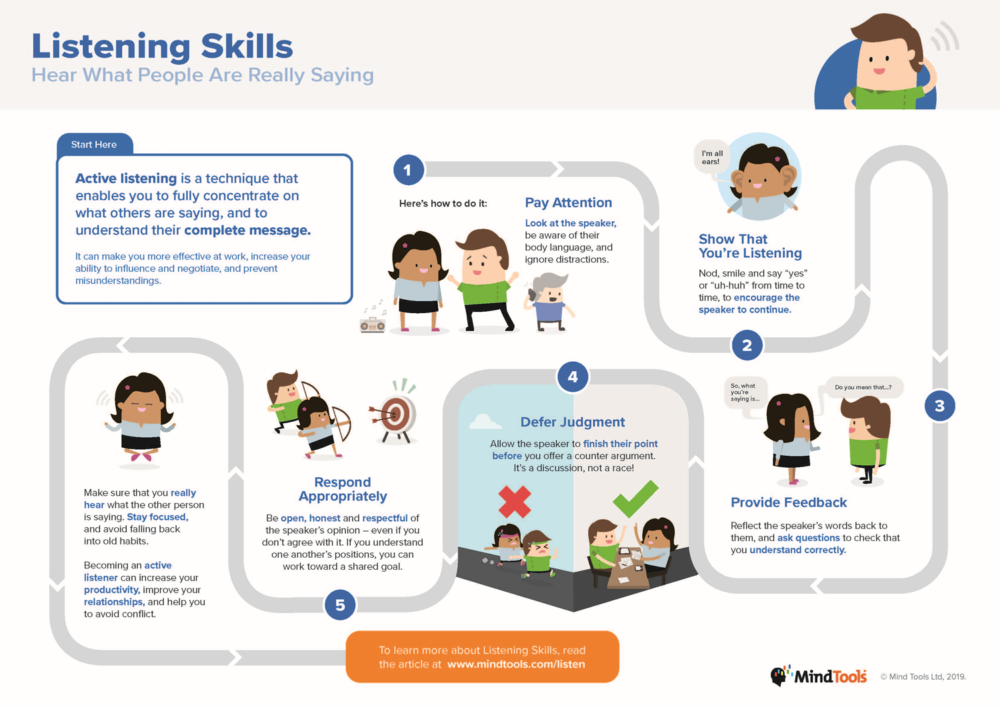 Listening Skills
Hear What People Are Really Saying
Start Here
Active listening is a technique that
enables you to fully concentrate on
what others are saying, and to
understand their complete message.
It can make you more effective at work, increase your
ability to influence and negotiate, and prevent
misunderstandings.
1
Here's how to do it:
Pay Attention
Look at the speaker,
be aware of their
body language, and
ignore distractions.
I'm all
ears!
Show That
You're Listening
Nod, smile and say “yes”
or “uh-huh” from time to
time, to encourage the
speaker to continue.
2
3
So, what
you're
saying is...
Do you mean that...?
Provide Feedback
Reflect the speaker's words back to
them, and ask questions to check that
you understand correctly.
4
Defer Judgment
Allow the speaker to finish their point
before you offer a counter argument.
It's a discussion, not a race!
Respond
Appropriately
Be open, honest and respectful of
the speaker's opinion – even if you
don't agree with it. If you understand
one another's positions, you can
work toward a shared goal.
5
Make sure that you really
hear what the other person
is saying. Stay focused,
and avoid falling back
into old habits.
Becoming an active
listener can increase your
productivity, improve your
relationships, and help you
to avoid conflict.
To learn more about Listening Skills, read
the article at www.mindtools.com/listen
MindTools
© Mind Tools Ltd, 2019.